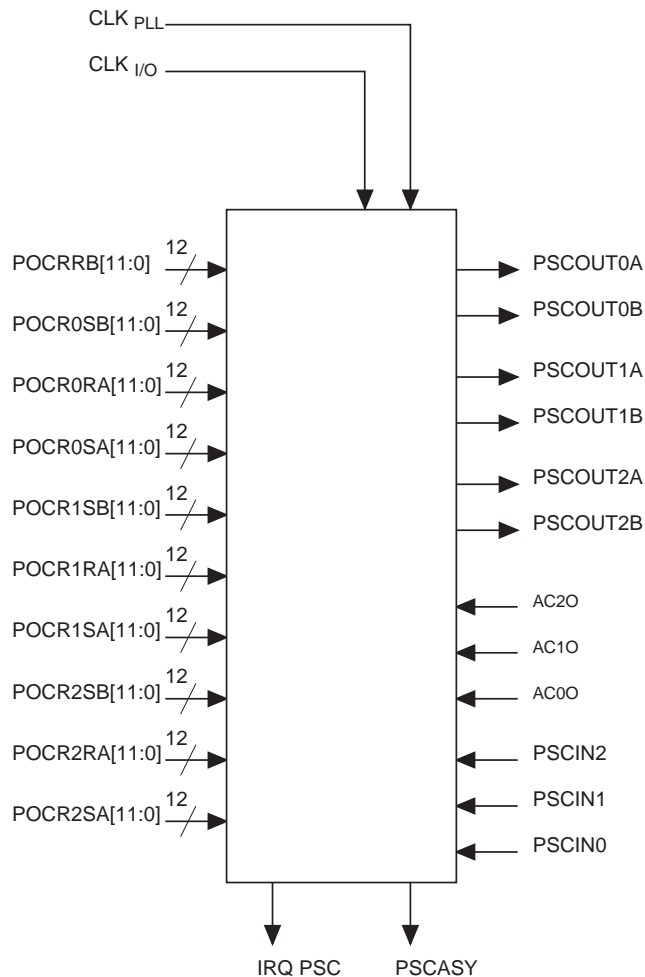 CLK PLL
CLK I/O
POCRRB[11:0] 12
POCR0SB[11:0] 12
POCR0RA[11:0] 12
POCR0SA[11:0] 12
POCR1SB[11:0] 12
POCR1RA[11:0] 12
POCR1SA[11:0] 12
POCR2SB[11:0] 12
POCR2RA[11:0] 12
POCR2SA[11:0] 12
PSCOUT0A
PSCOUT0B
PSCOUT1A
PSCOUT1B
PSCOUT2A
PSCOUT2B
AC2O
AC1O
AC0O
PSCIN2
PSCIN1
PSCIN0
IRQ PSC
PSCASY